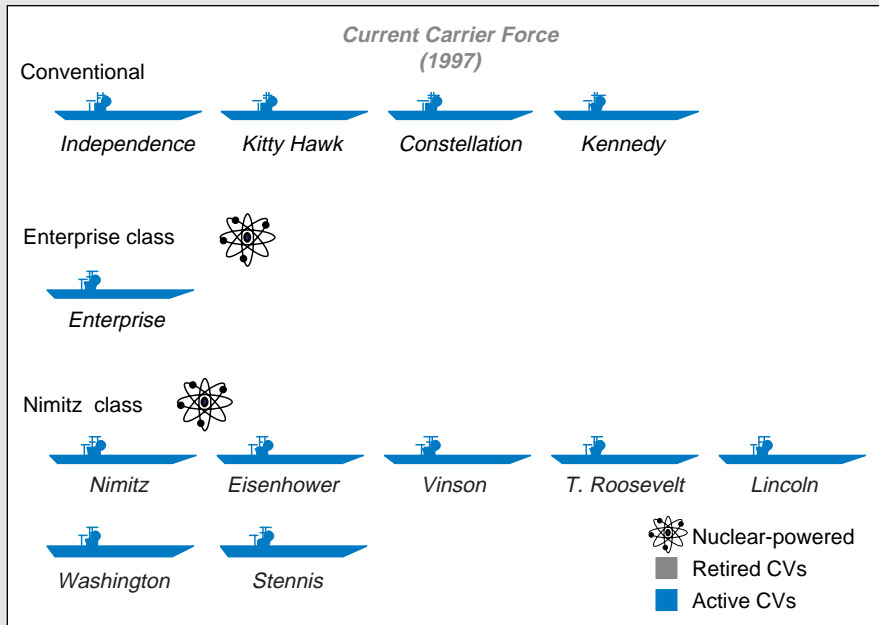 Current Carrier Force
(1997)
Conventional
Independence Kitty Hawk Constellation Kennedy
Enterprise class
Enterprise
Nimitz class
Nimitz Eisenhower Vinson T. Roosevelt Lincoln
Washington Stennis
Nuclear-powered
Retired CVs
Active CVs